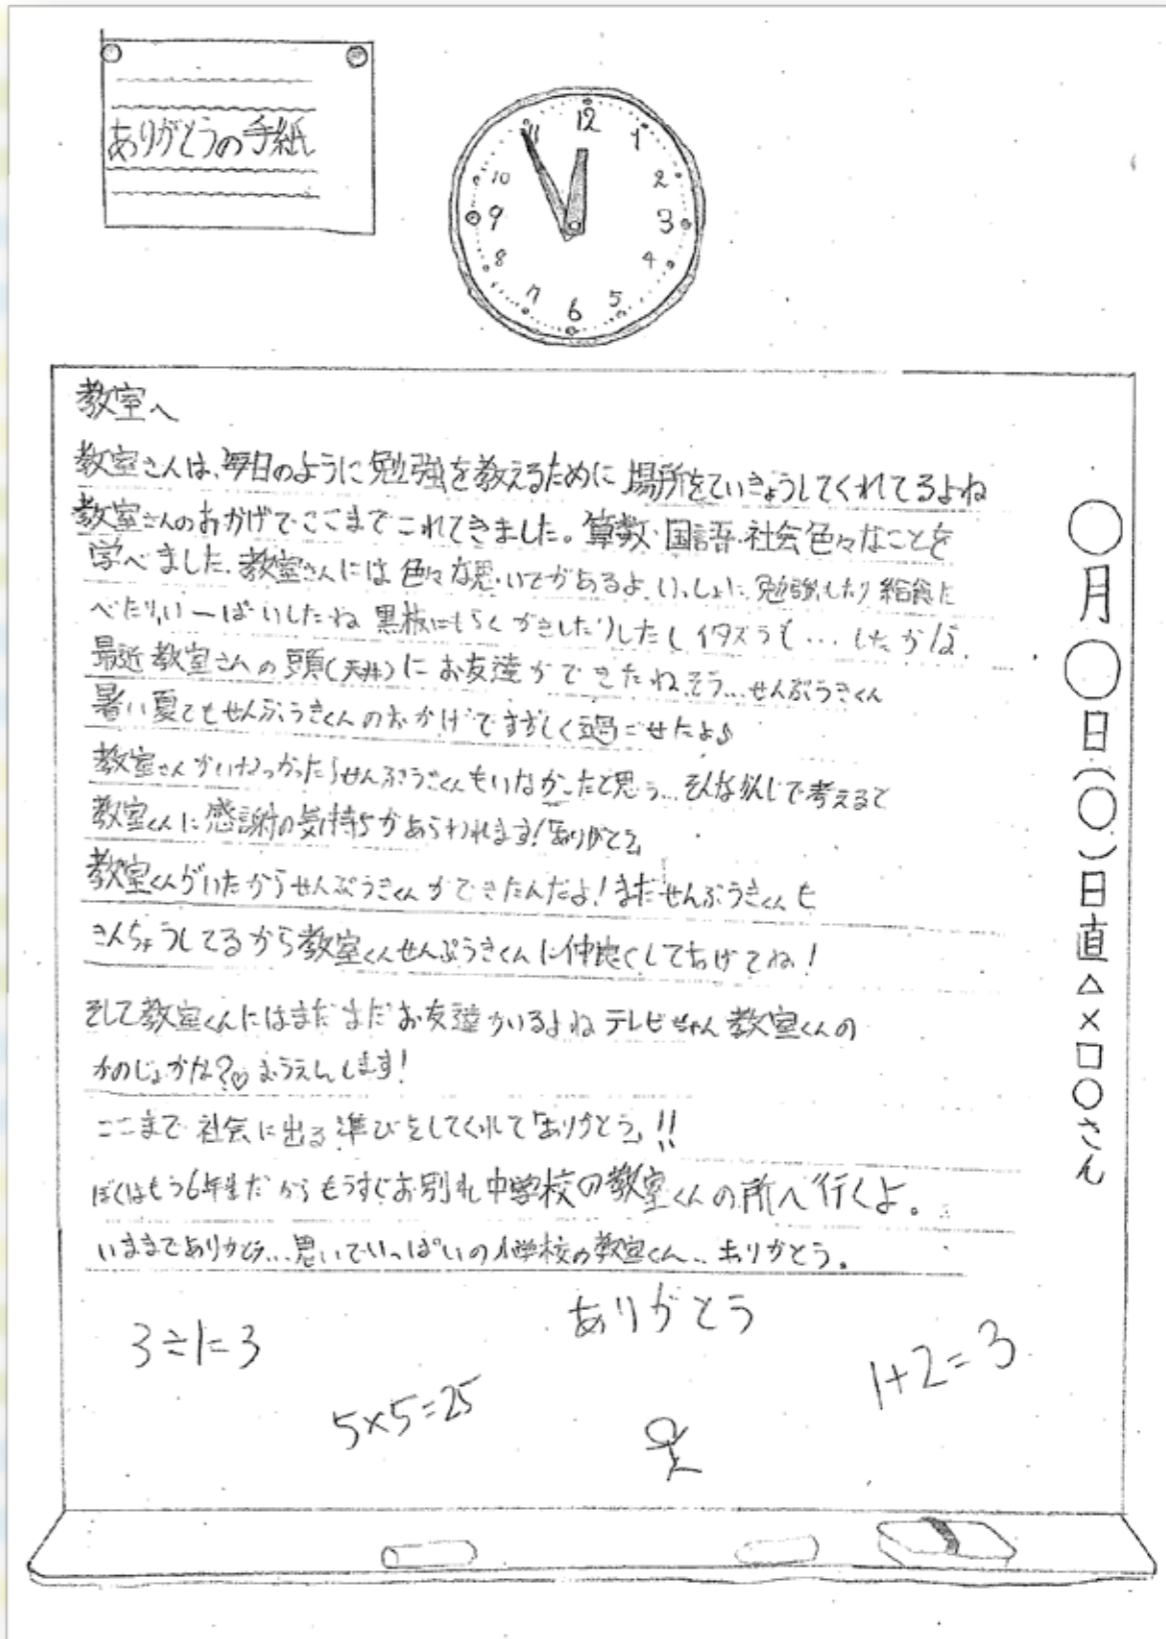 ありがとうの手紙
12
1
2
3
4
5
6
7
8
9
10
11
教室へ
教室さんは、毎日のように勉強を教えるために場所をていきょうしてくれてるよね
教室さんのおかげでここまでこれてきました。算数・国語・社会色々なことを
学べました。教室さんには色々な思いでがあるよ、いっしょに勉強したり給食た
べたりいーぱいしたね 黒板にらくがきしたりしたし イタズラも…したかな、
最近教室さんの頭(天井)にお友達ができたねそう…せんぷうきくん
暑い夏でもせんぷうきくんのおかげですずしく過ごせたよ♪
教室さんがいなっかったらせんぷうきくんもいなかったと思う…そんなかんじで考えると
教室くんに感謝の気持ちがあらわれます!「ありがとう」
教室くんがいたからせんぷうきくんができたんだよ!まだせんぷうきくんも
きんちょうしてるから教室くんせんぷうきくんに仲良くしてあげてね!
そして教室くんにはまだまだお友達がいるよねテレビちゃん 教室くんの
かのじょかな?♡おうえんします!
ここまで社会に出る準びをしてくれて「ありがとう」!!
ぼくはもう6年生だからもうすぐお別れ中学校の教室くんの所へ行くよ。
いままでありがとう…思いでいっぱいの小学校の教室くん…ありがとう。
○月○日(○)日直△×□○さん
ありがとう
3÷1=3
5×5=25
1+2=3